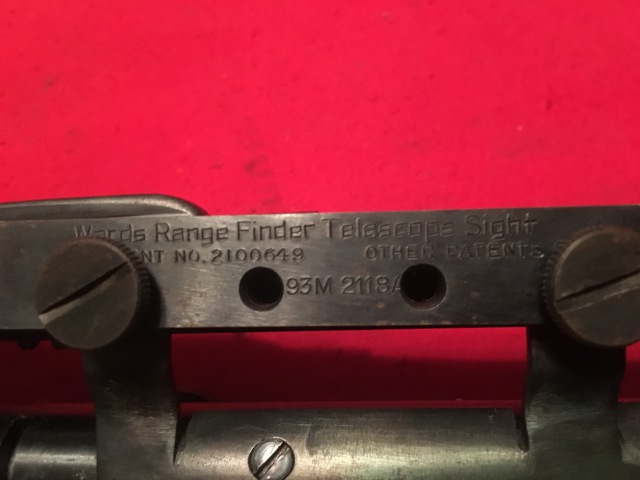 Wards Range Finder Telescope Sight
NT NO. 2100649 OTHER PATENTS
93M 2118A